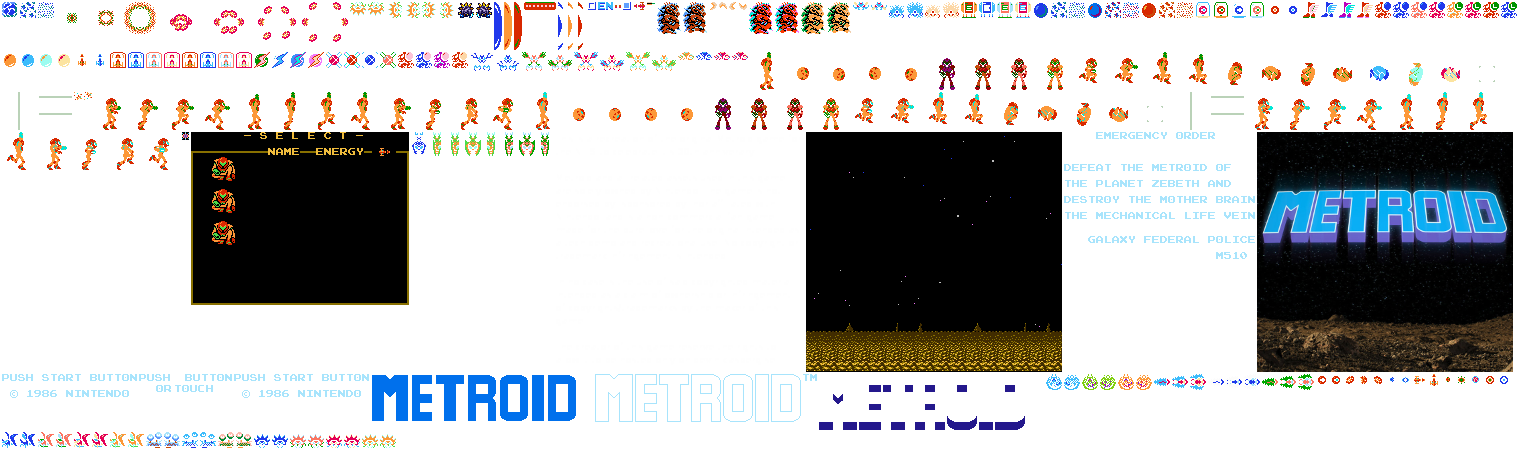 EN
- S E L E C T -
NAME ENERGY
EMERGENCY ORDER
DEFEAT THE METROID OF
THE PLANET ZEBETH AND
DESTROY THE MOTHER BRAIN
THE MECHANICAL LIFE VEIN
GALAXY FEDERAL POLICE
M510
METROID
PUSH START BUTTON
© 1986 NINTENDO
PUSH BUTTON
OR TOUCH
PUSH START BUTTON
© 1986 NINTENDO
METROID
METROID™